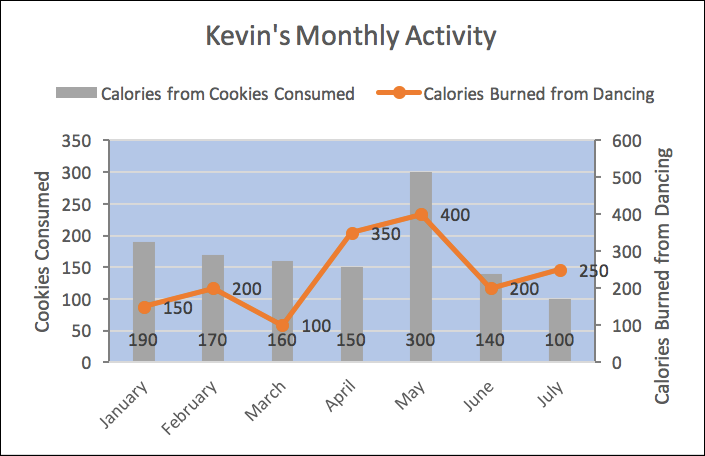 Kevin's Monthly Activity
Calories from Cookies Consumed
Calories Burned from Dancing
Cookies Consumed
350
300
250
200
150
100
50
0
190
170
160
150
300
140
100
150
200
100
350
400
200
250
600
500
400
300
200
100
0
Calories Burned from Dancing
January
February
March
April
May
June
July